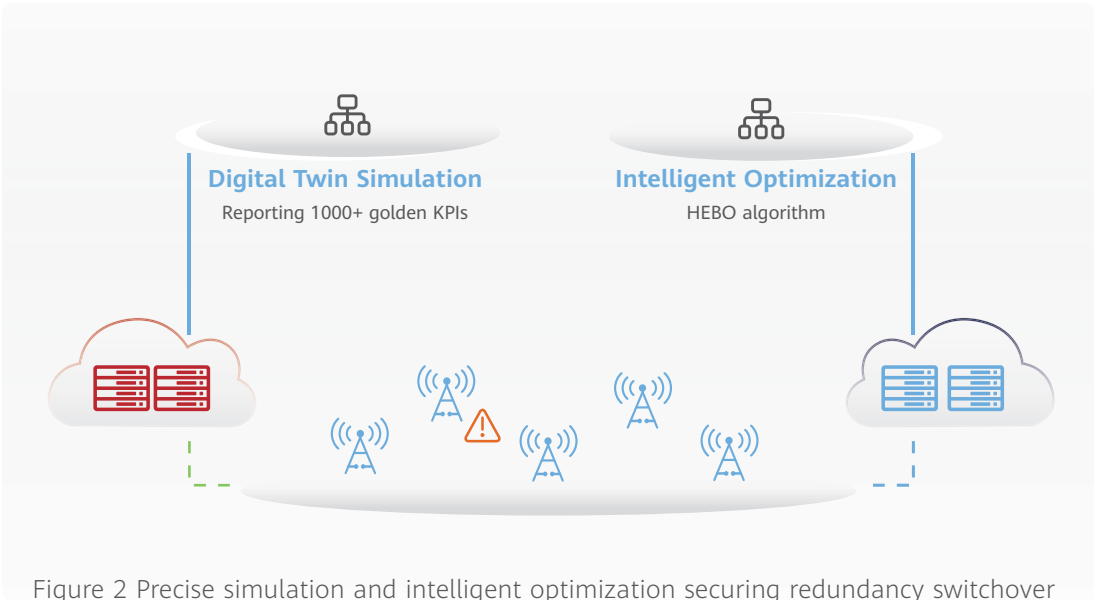 Digital Twin Simulation
Intelligent Optimization
Reporting 1000+ golden KPIs
HEBO algorithm
Figure 2 Precise simulation and intelligent optimization securing redundancy switchover